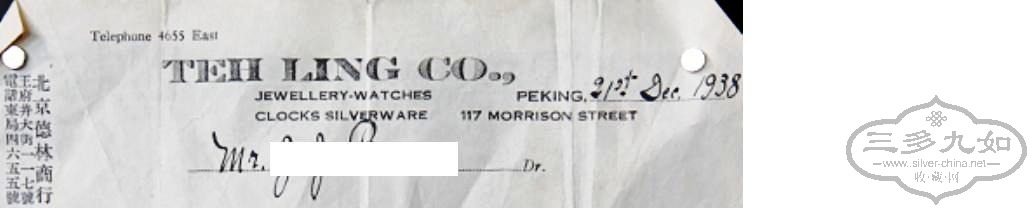 Telephone 4655 East
TEH LING CO.,
JEWELLERY-WATCHES
CLOCKS SILVERWARE
PEKING, 21st Dec. 1938
117 MORRISON STREET
Mr.
Dr.
北京德林商行
王府井大街一一七號
電話東局四六五五號
三多九如
www.silver-china.net
收·藏·网